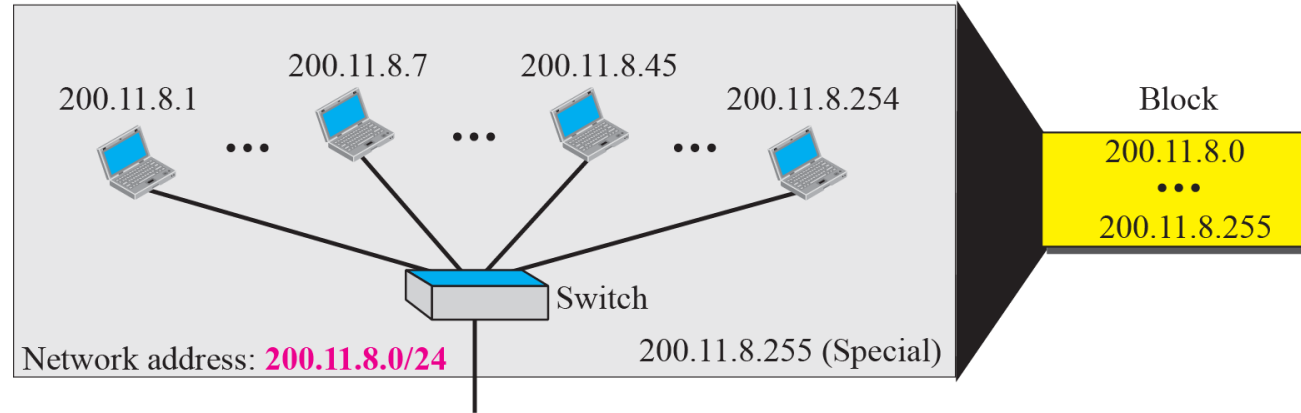 200.11.8.1
200.11.8.7
200.11.8.45
200.11.8.254
Switch
Network address: 200.11.8.0/24
200.11.8.255 (Special)
Block
200.11.8.0
•••
200.11.8.255